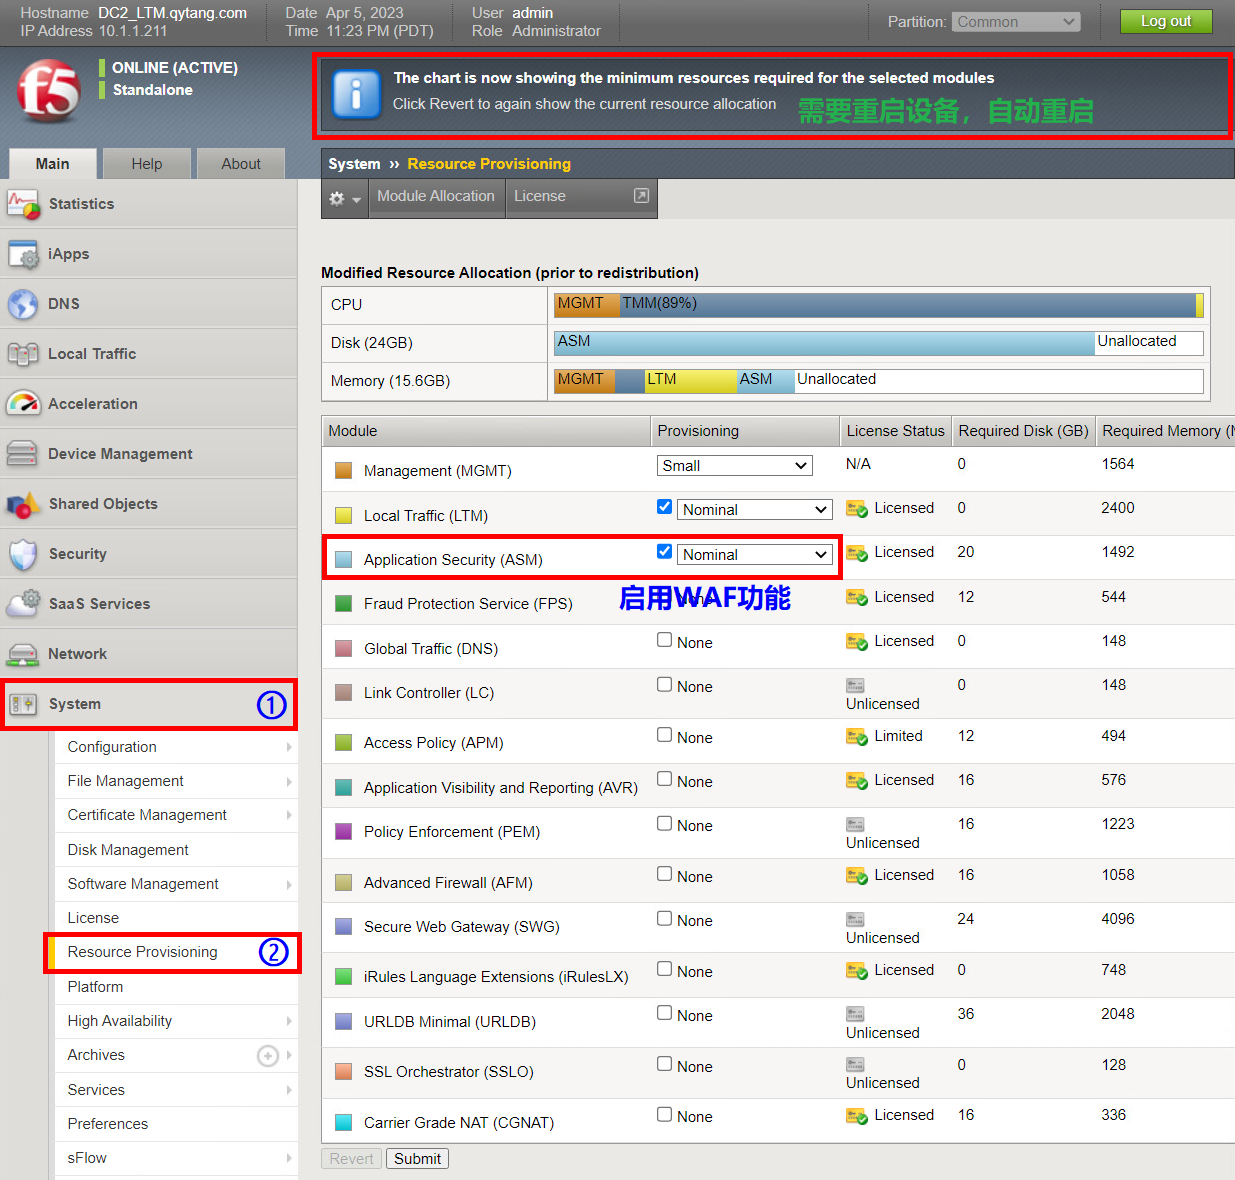 Hostname DC2_LTM.qytang.com Date Apr 5, 2023 User admin
IP Address 10.1.1.211 Time 11:23 PM (PDT) Role Administrator
Partition: Common Log out
f5
ONLINE (ACTIVE)
Standalone
The chart is now showing the minimum resources required for the selected modules
Click Revert to again show the current resource allocation
需要重启设备，自动重启
Main Help About
System ›› Resource Provisioning
Module Allocation License
Statistics
iApps
DNS
Local Traffic
Acceleration
Device Management
Shared Objects
Security
SaaS Services
Network
System ①
Configuration
File Management
Certificate Management
Disk Management
Software Management
License
Resource Provisioning ②
Platform
High Availability
Archives
Services
Preferences
sFlow
Modified Resource Allocation (prior to redistribution)
CPU MGMT TMM(89%)
Disk (24GB) ASM Unallocated
Memory (15.6GB) MGMT LTM ASM Unallocated
Module Provisioning License Status Required Disk (GB) Required Memory (
Management (MGMT) Small N/A 0 1564
Local Traffic (LTM) Nominal Licensed 0 2400
Application Security (ASM) Nominal Licensed 20 1492
启用WAF功能
Fraud Protection Service (FPS) None Licensed 12 544
Global Traffic (DNS) None Licensed 0 148
Link Controller (LC) None Unlicensed 0 148
Access Policy (APM) None Limited 12 494
Application Visibility and Reporting (AVR) None Licensed 16 576
Policy Enforcement (PEM) None Unlicensed 16 1223
Advanced Firewall (AFM) None Licensed 16 1058
Secure Web Gateway (SWG) None Unlicensed 24 4096
iRules Language Extensions (iRulesLX) None Licensed 0 748
URLDB Minimal (URLDB) None Unlicensed 36 2048
SSL Orchestrator (SSLO) None Unlicensed 0 128
Carrier Grade NAT (CGNAT) None Licensed 16 336
Revert Submit